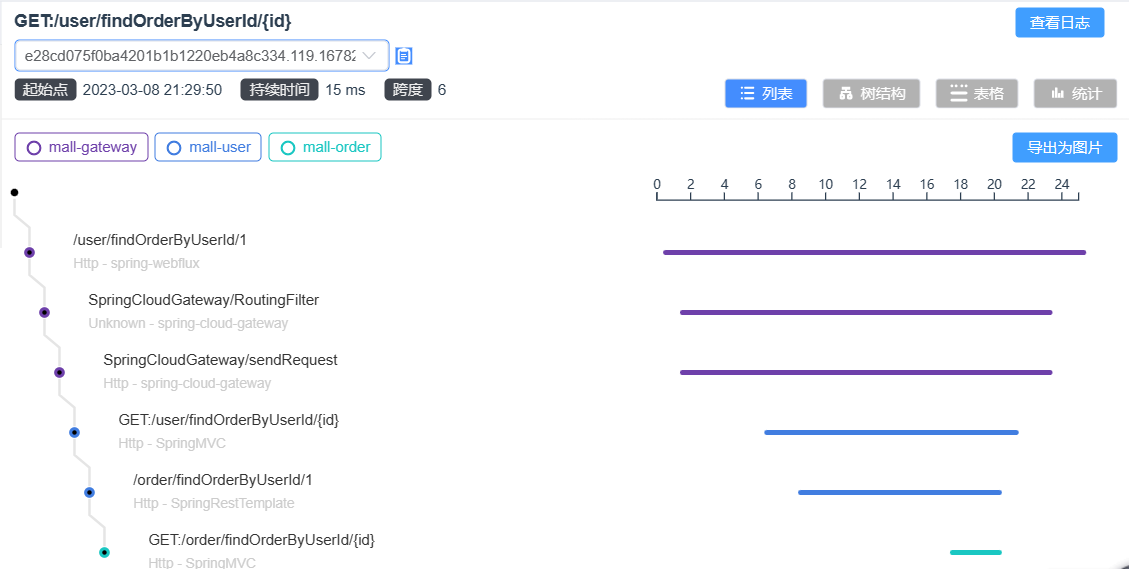 GET:/user/findOrderByUserId/{id}
查看日志
e28cd075f0ba4201b1b1220eb4a8c334.119.16782
起始点 2023-03-08 21:29:50 持续时间 15 ms 跨度 6
列表 树结构 表格 统计
mall-gateway mall-user mall-order
导出为图片
0 2 4 6 8 10 12 14 16 18 20 22 24
/user/findOrderByUserId/1
Http - spring-webflux
SpringCloudGateway/RoutingFilter
Unknown - spring-cloud-gateway
SpringCloudGateway/sendRequest
Http - spring-cloud-gateway
GET:/user/findOrderByUserId/{id}
Http - SpringMVC
/order/findOrderByUserId/1
Http - SpringRestTemplate
GET:/order/findOrderByUserId/{id}
Http - SpringMVC